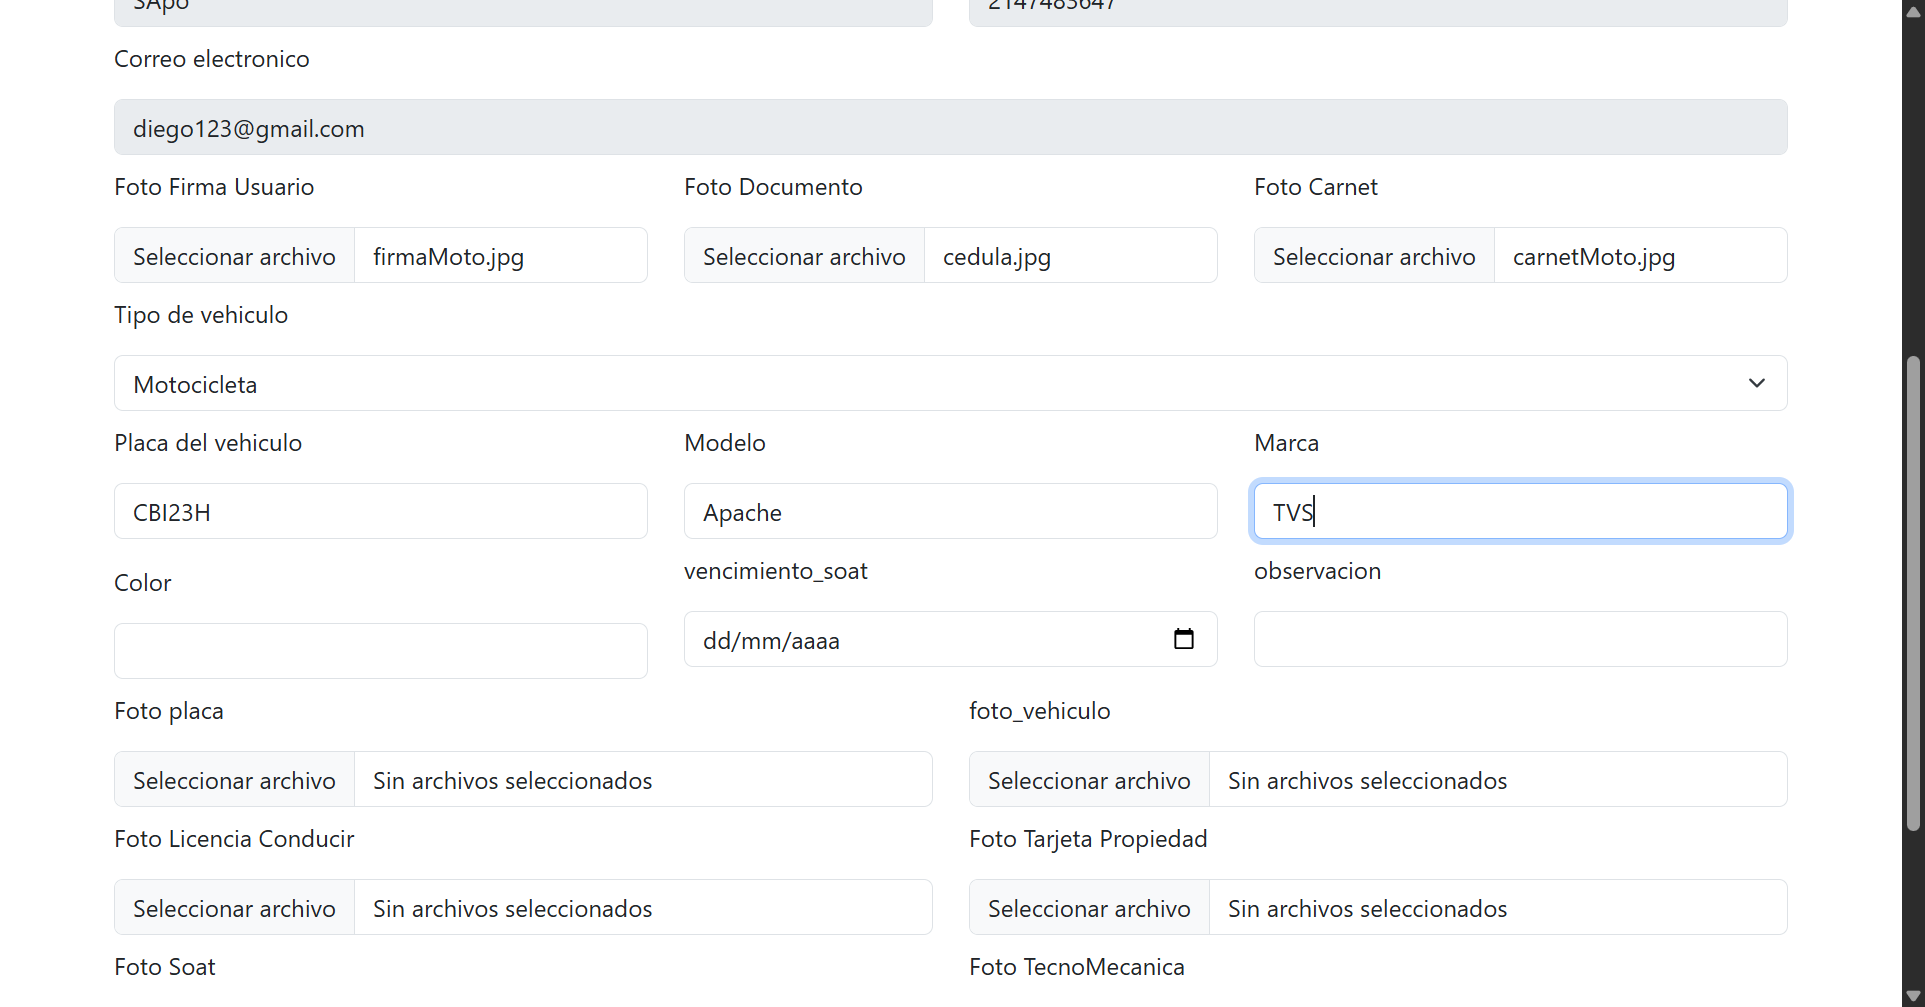 SApo 2147483647
Correo electronico
diego123@gmail.com
Foto Firma Usuario Foto Documento Foto Carnet
Seleccionar archivo firmaMoto.jpg Seleccionar archivo cedula.jpg Seleccionar archivo carnetMoto.jpg
Tipo de vehiculo
Motocicleta
Placa del vehiculo Modelo Marca
CBI23H Apache TVS
Color vencimiento_soat observacion
dd/mm/aaaa
Foto placa foto_vehiculo
Seleccionar archivo Sin archivos seleccionados Seleccionar archivo Sin archivos seleccionados
Foto Licencia Conducir Foto Tarjeta Propiedad
Seleccionar archivo Sin archivos seleccionados Seleccionar archivo Sin archivos seleccionados
Foto Soat Foto TecnoMecanica